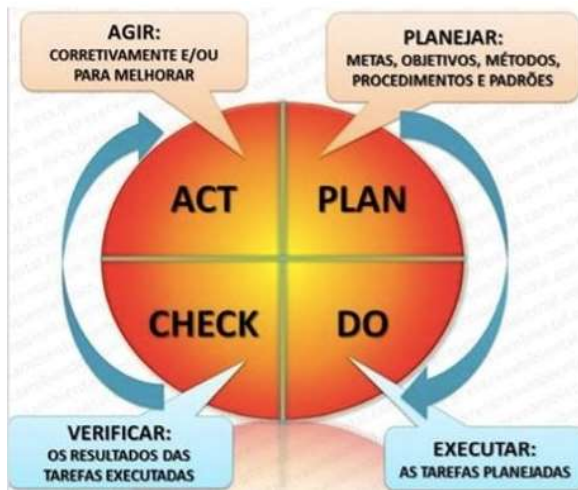 AGIR:
CORRETIVAMENTE E/OU
PARA MELHORAR
PLANEJAR:
METAS, OBJETIVOS, MÉTODOS,
PROCEDIMENTOS E PADRÕES
ACT
PLAN
CHECK
DO
VERIFICAR:
OS RESULTADOS DAS
TAREFAS EXECUTADAS
EXECUTAR:
AS TAREFAS PLANEJADAS